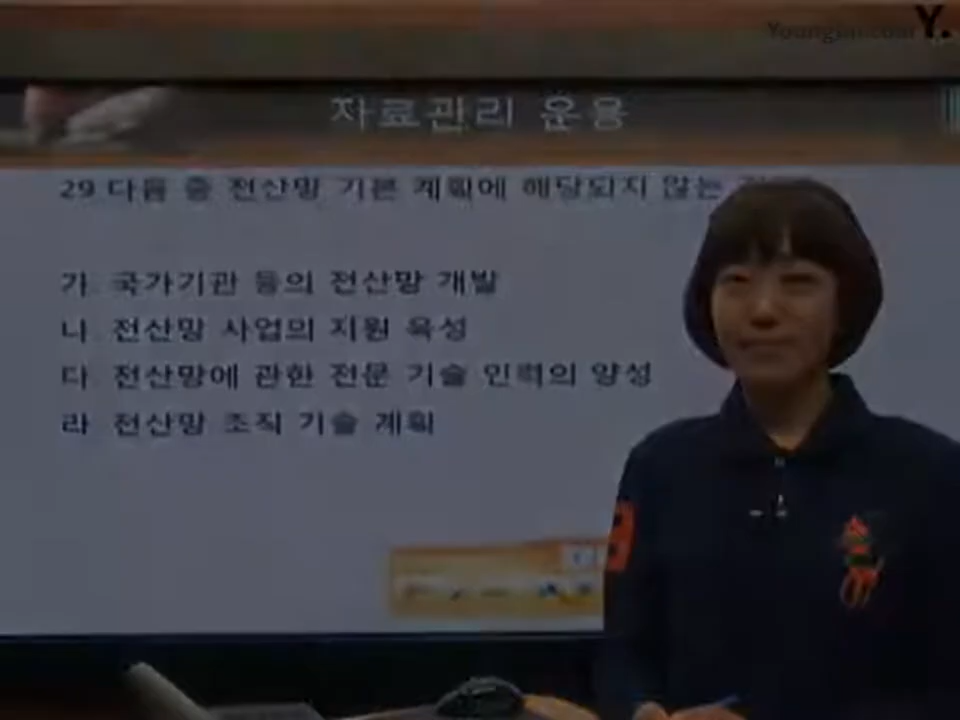 Youngjin.com Y.
자료관리 운용
29 다음 중 전산망 기본 계획에 해당되지 않는
가 국가기관 등의 전산망 개발
나 전산망 사업의 지원 육성
다 전산망에 관한 전문 기술 인력의 양성
라 전산망 조직 기술 계획